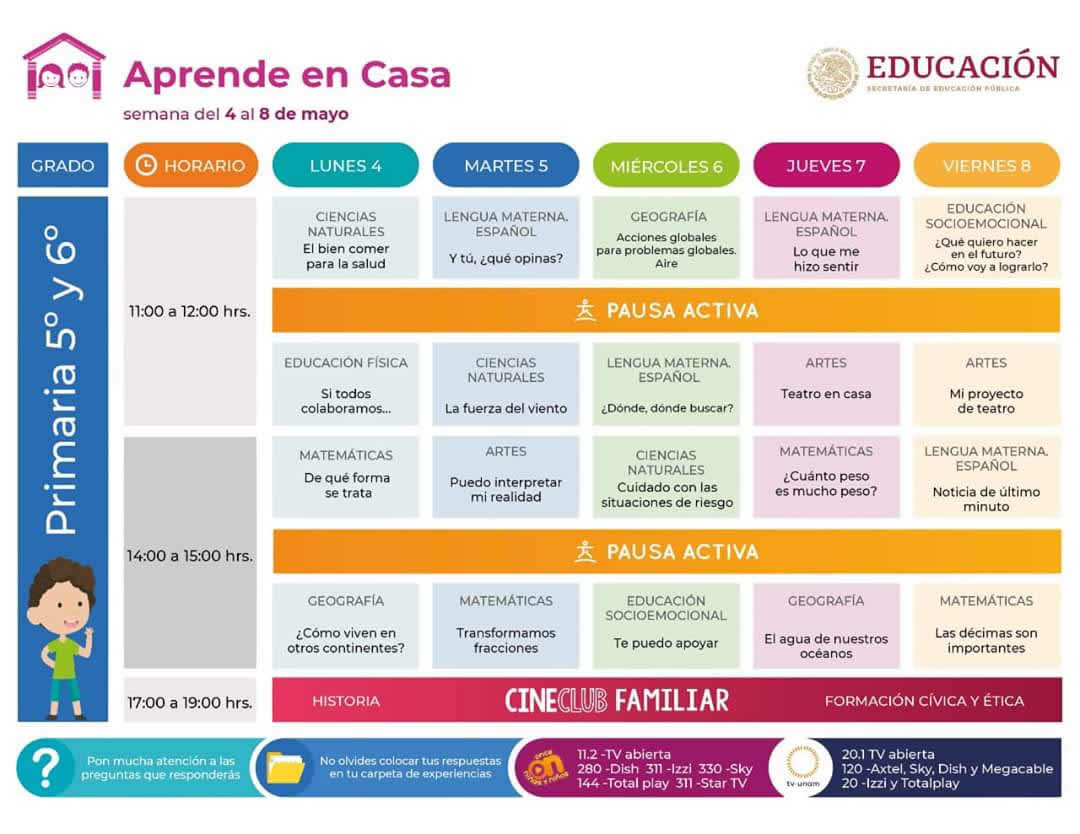 Aprende en Casa
semana del 4 al 8 de mayo
EDUCACIÓN
SECRETARÍA DE EDUCACIÓN PÚBLICA
GRADO
HORARIO
LUNES 4
MARTES 5
MIÉRCOLES 6
JUEVES 7
VIERNES 8
Primaria 5° y 6°
11:00 a 12:00 hrs.
CIENCIAS
NATURALES
El bien comer
para la salud
LENGUA MATERNA.
ESPAÑOL
Y tú, ¿qué opinas?
GEOGRAFÍA
Acciones globales
para problemas globales.
Aire
LENGUA MATERNA.
ESPAÑOL
Lo que me
hizo sentir
EDUCACIÓN
SOCIOEMOCIONAL
¿Qué quiero hacer
en el futuro?
¿Cómo voy a lograrlo?
PAUSA ACTIVA
EDUCACIÓN FÍSICA
Si todos
colaboramos...
CIENCIAS
NATURALES
La fuerza del viento
LENGUA MATERNA.
ESPAÑOL
¿Dónde, dónde buscar?
ARTES
Teatro en casa
ARTES
Mi proyecto
de teatro
14:00 a 15:00 hrs.
MATEMÁTICAS
De qué forma
se trata
ARTES
Puedo interpretar
mi realidad
CIENCIAS
NATURALES
Cuidado con las
situaciones de riesgo
MATEMÁTICAS
¿Cuánto peso
es mucho peso?
LENGUA MATERNA.
ESPAÑOL
Noticia de último
minuto
PAUSA ACTIVA
GEOGRAFÍA
¿Cómo viven en
otros continentes?
MATEMÁTICAS
Transformamos
fracciones
EDUCACIÓN
SOCIOEMOCIONAL
Te puedo apoyar
GEOGRAFÍA
El agua de nuestros
océanos
MATEMÁTICAS
Las décimas son
importantes
17:00 a 19:00 hrs.
HISTORIA
CINECLUB FAMILIAR
FORMACIÓN CÍVICA Y ÉTICA
?
Pon mucha atención a las
preguntas que responderás
No olvides colocar tus respuestas
en tu carpeta de experiencias
once
niñas y niños
11.2 -TV abierta
280 -Dish 311 -Izzi 330 -Sky
144 -Total play 311 -Star TV
tv·unam
20.1 TV abierta
120 -Axtel, Sky, Dish y Megacable
20 -Izzi y Totalplay